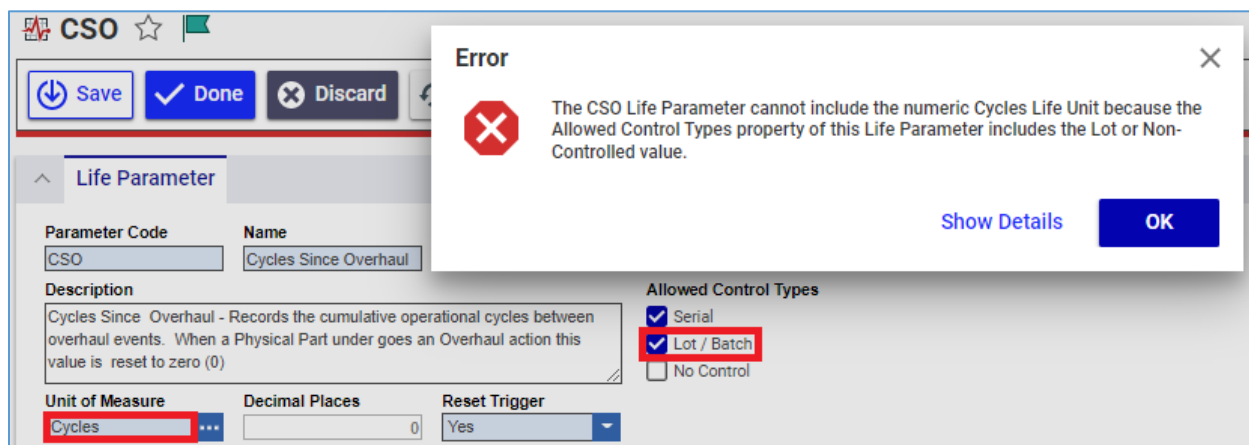 CSO
Save Done Discard
Error
The CSO Life Parameter cannot include the numeric Cycles Life Unit because the
Allowed Control Types property of this Life Parameter includes the Lot or Non-
Controlled value.
Show Details OK
Life Parameter
Parameter Code Name
CSO Cycles Since Overhaul
Description
Cycles Since  Overhaul - Records the cumulative operational cycles between
overhaul events.  When a Physical Part under goes an Overhaul action this
value is  reset to zero (0)
Allowed Control Types
Serial
Lot / Batch
No Control
Unit of Measure Decimal Places Reset Trigger
Cycles ... 0 Yes